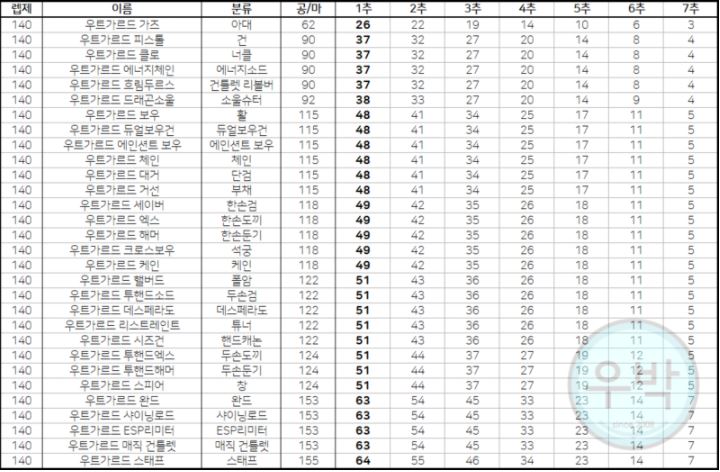 렙제 이름 분류 공/마 1추 2추 3추 4추 5추 6추 7추
140 우트가르드 가즈 아대 62 26 22 19 14 10 6 3
140 우트가르드 피스톨 건 90 37 32 27 20 14 8 4
140 우트가르드 클로 너클 90 37 32 27 20 14 8 4
140 우트가르드 에너지체인 에너지소드 90 37 32 27 20 14 8 4
140 우트가르드 흐림두르스 건틀렛 리볼버 90 37 32 27 20 14 8 4
140 우트가르드 드래곤소울 소울슈터 92 38 33 27 20 14 9 4
140 우트가르드 보우 활 115 48 41 34 25 17 11 5
140 우트가르드 듀얼보우건 듀얼보우건 115 48 41 34 25 17 11 5
140 우트가르드 에인션트 보우 에인션트 보우 115 48 41 34 25 17 11 5
140 우트가르드 체인 체인 115 48 41 34 25 17 11 5
140 우트가르드 대거 단검 115 48 41 34 25 17 11 5
140 우트가르드 거선 부채 115 48 41 34 25 17 11 5
140 우트가르드 세이버 한손검 118 49 42 35 26 18 11 5
140 우트가르드 엑스 한손도끼 118 49 42 35 26 18 11 5
140 우트가르드 해머 한손둔기 118 49 42 35 26 18 11 5
140 우트가르드 크로스보우 석궁 118 49 42 35 26 18 11 5
140 우트가르드 케인 케인 118 49 42 35 26 18 11 5
140 우트가르드 핼버드 폴암 122 51 43 36 26 18 11 5
140 우트가르드 투핸드소드 두손검 122 51 43 36 26 18 11 5
140 우트가르드 데스페라도 데스페라도 122 51 43 36 26 18 11 5
140 우트가르드 리스트레인트 튜너 122 51 43 36 26 18 11 5
140 우트가르드 시즈건 핸드캐논 122 51 43 36 26 18 11 5
140 우트가르드 투핸드엑스 두손도끼 124 51 44 37 27 19 12 5
140 우트가르드 투핸드해머 두손둔기 124 51 44 37 27 19 12 5
140 우트가르드 스피어 창 124 51 44 37 27 19 12 5
140 우트가르드 완드 완드 153 63 54 45 33 23 14 7
140 우트가르드 샤이닝로드 샤이닝로드 153 63 54 45 33 23 14 7
140 우트가르드 ESP리미터 ESP리미터 153 63 54 45 33 23 14 7
140 우트가르드 매직 건틀렛 매직 건틀렛 153 63 54 45 33 23 14 7
140 우트가르드 스태프 스태프 155 64 55 46 34 23 14 7
우박